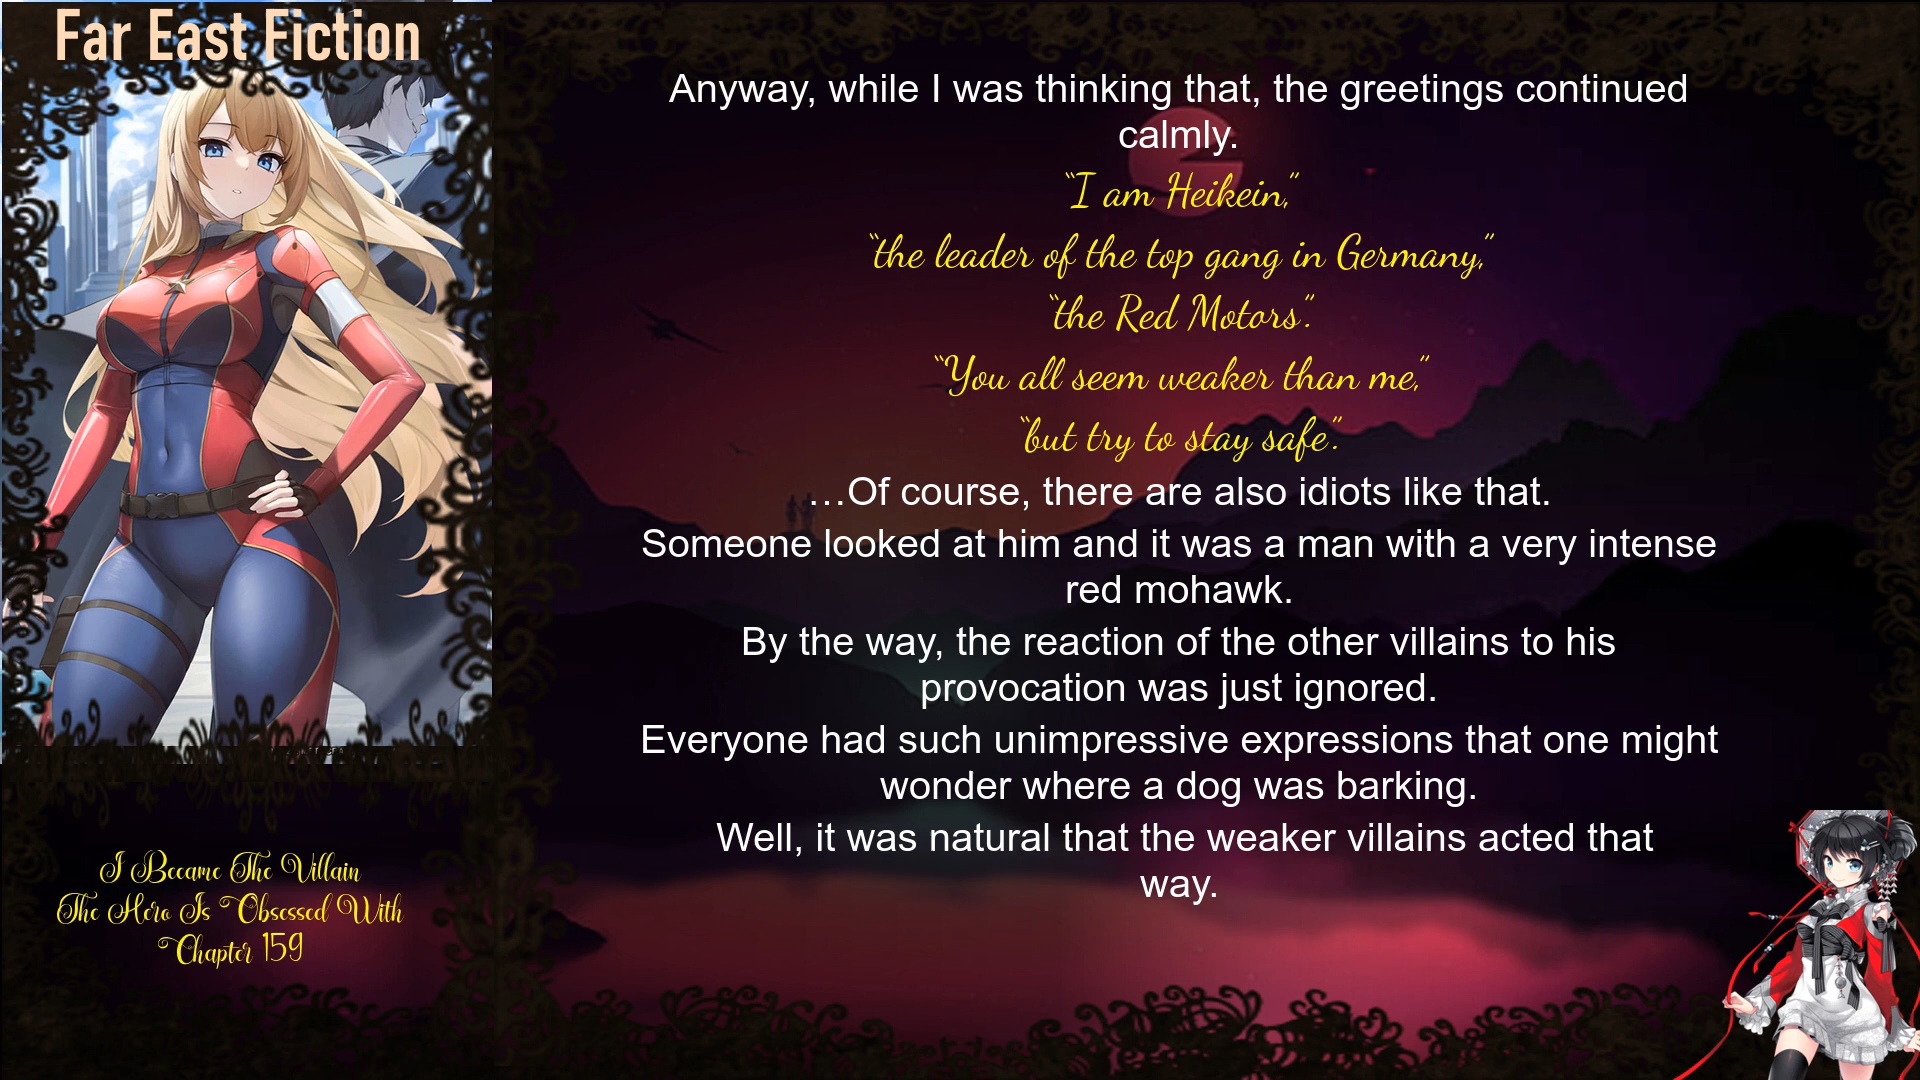 Far East Fiction
Anyway, while I was thinking that, the greetings continued
calmly.
“I am Heikein,”
“the leader of the top gang in Germany,”
“the Red Motors”.
“You all seem weaker than me,”
“but try to stay safe”.
…Of course, there are also idiots like that.
Someone looked at him and it was a man with a very intense
red mohawk.
By the way, the reaction of the other villains to his
provocation was just ignored.
Everyone had such unimpressive expressions that one might
wonder where a dog was barking.
Well, it was natural that the weaker villains acted that
way.
I Became The Villain
The Hero Is Obsessed With
Chapter 159